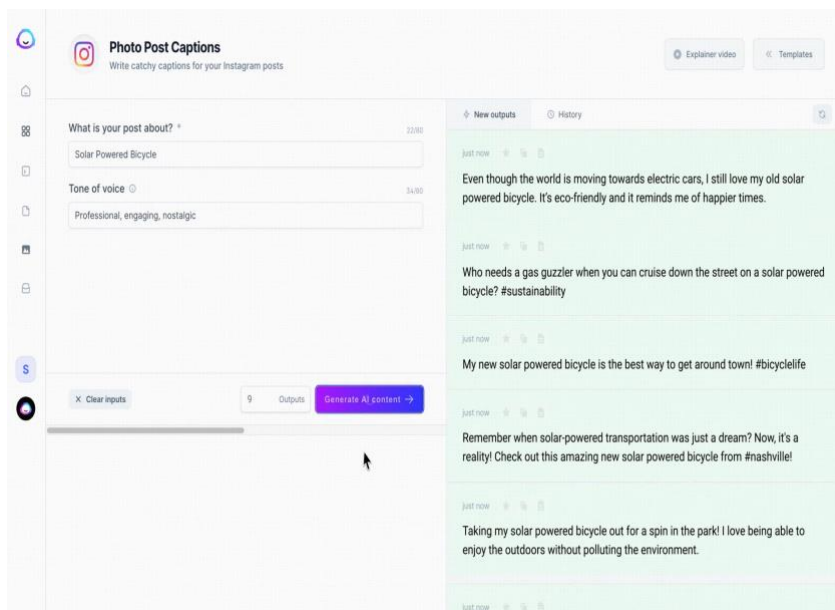 Photo Post Captions
Write catchy captions for your Instagram posts
Explainer video
Templates
What is your post about? *
Solar Powered Bicycle
Tone of voice
34/80
Professional, engaging, nostalgic
Clear inputs
9 Outputs
Generate AI content →
S
New outputs
History
just now
Even though the world is moving towards electric cars, I still love my old solar
powered bicycle. It's eco-friendly and it reminds me of happier times.
just now
Who needs a gas guzzler when you can cruise down the street on a solar powered
bicycle? #sustainability
just now
My new solar powered bicycle is the best way to get around town! #bicyclelife
just now
Remember when solar-powered transportation was just a dream? Now, it's a
reality! Check out this amazing new solar powered bicycle from #nashville!
just now
Taking my solar powered bicycle out for a spin in the park! I love being able to
enjoy the outdoors without polluting the environment.
just now